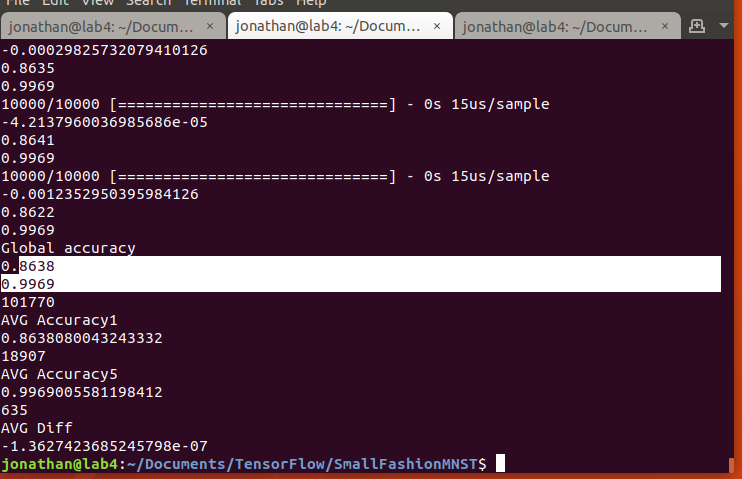 File Edit View Search Terminal Tabs Help
jonathan@lab4: ~/Docum... × jonathan@lab4: ~/Docum... × jonathan@lab4: ~/Docum... ×
-0.00029825732079410126
0.8635
0.9969
10000/10000 [==============================] - 0s 15us/sample
-4.2137960036985686e-05
0.8641
0.9969
10000/10000 [==============================] - 0s 15us/sample
-0.0012352950395984126
0.8622
0.9969
Global accuracy
0.8638
0.9969
101770
AVG Accuracy1
0.8638080043243332
18907
AVG Accuracy5
0.9969005581198412
635
AVG Diff
-1.3627423685245798e-07
jonathan@lab4:~/Documents/TensorFlow/SmallFashionMNST$